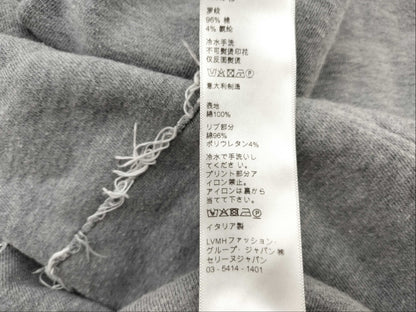 罗纹
96% 棉
4% 氨纶
冷水手洗
不可熨烫印花
仅反面熨烫
意大利制造
表地
綿100%
リブ部分
綿96%
ポリウレタン4%
冷水で手洗いし
てください。
プリント部分ア
イロン禁止。
アイロンは裏から
当てて下さい。
イタリア製
LVMHファッション・
グループ・ジャパン㈱
セリーヌジャパン
03 - 5414 - 1401